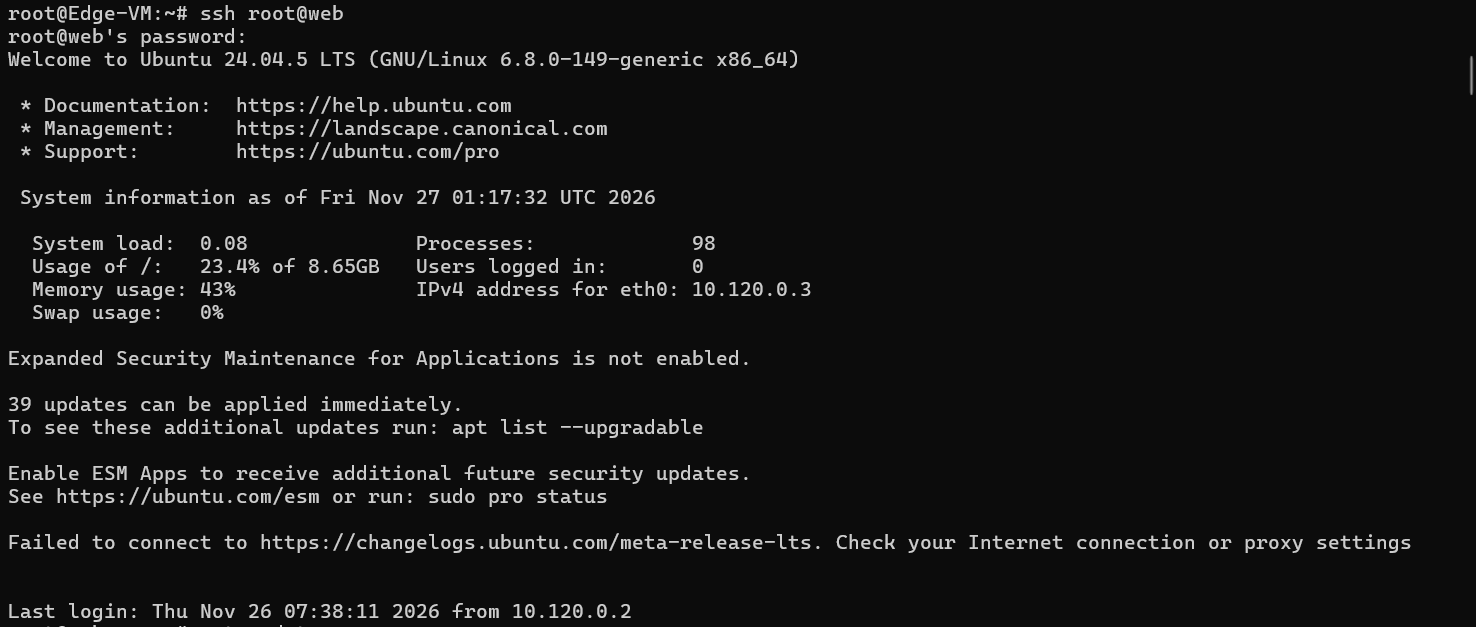 root@Edge-VM:~# ssh root@web
root@web's password:
Welcome to Ubuntu 24.04.5 LTS (GNU/Linux 6.8.0-149-generic x86_64)
* Documentation: https://help.ubuntu.com
* Management: https://landscape.canonical.com
* Support: https://ubuntu.com/pro
System information as of Fri Nov 27 01:17:32 UTC 2026
System load: 0.08 Processes: 98
Usage of /: 23.4% of 8.65GB Users logged in: 0
Memory usage: 43% IPv4 address for eth0: 10.120.0.3
Swap usage: 0%
Expanded Security Maintenance for Applications is not enabled.
39 updates can be applied immediately.
To see these additional updates run: apt list --upgradable
Enable ESM Apps to receive additional future security updates.
See https://ubuntu.com/esm or run: sudo pro status
Failed to connect to https://changelogs.ubuntu.com/meta-release-lts. Check your Internet connection or proxy settings
Last login: Thu Nov 26 07:38:11 2026 from 10.120.0.2